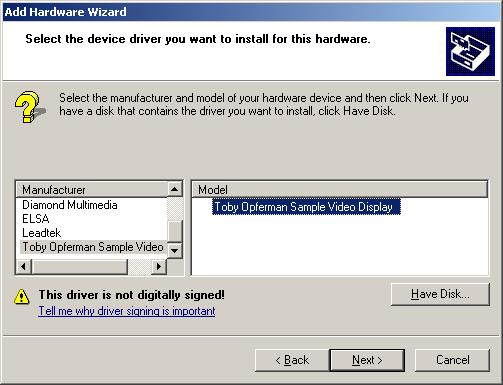 Add Hardware Wizard
Select the device driver you want to install for this hardware.
Select the manufacturer and model of your hardware device and then click Next. If you
have a disk that contains the driver you want to install, click Have Disk.
Manufacturer
Diamond Multimedia
ELSA
Leadtek
Toby Opferman Sample Video
Model
Toby Opferman Sample Video Display
This driver is not digitally signed!
Tell me why driver signing is important
Have Disk...
< Back
Next >
Cancel